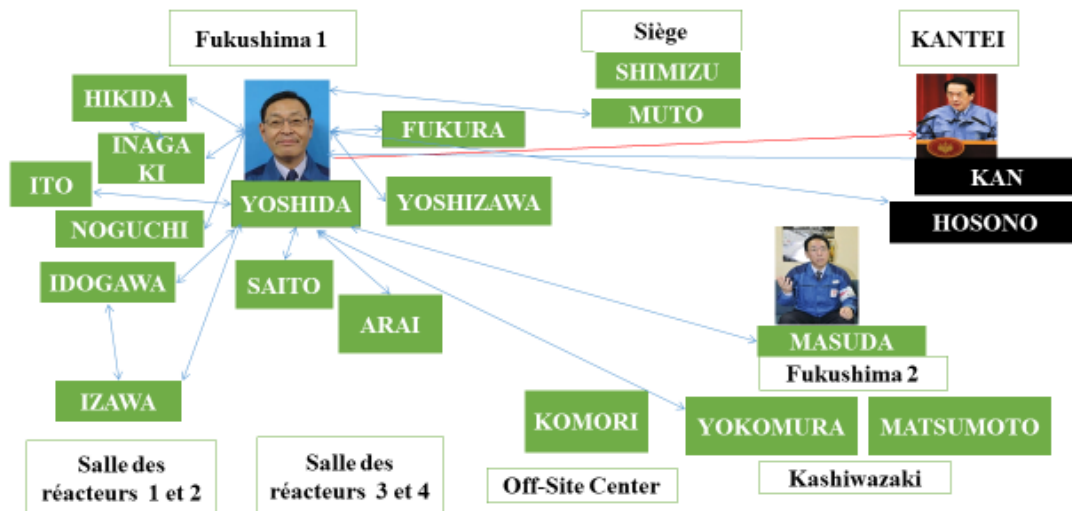 Fukushima 1
Siège
KANTEI
SHIMIZU
HIKIDA
MUTO
FUKURA
INAGA
KI
KAN
ITO
YOSHIDA
YOSHIZAWA
NOGUCHI
HOSONO
IDOGAWA
SAITO
ARAI
MASUDA
Fukushima 2
IZAWA
KOMORI
YOKOMURA
MATSUMOTO
Salle des
réacteurs 1 et 2
Salle des
réacteurs 3 et 4
Off-Site Center
Kashiwazaki